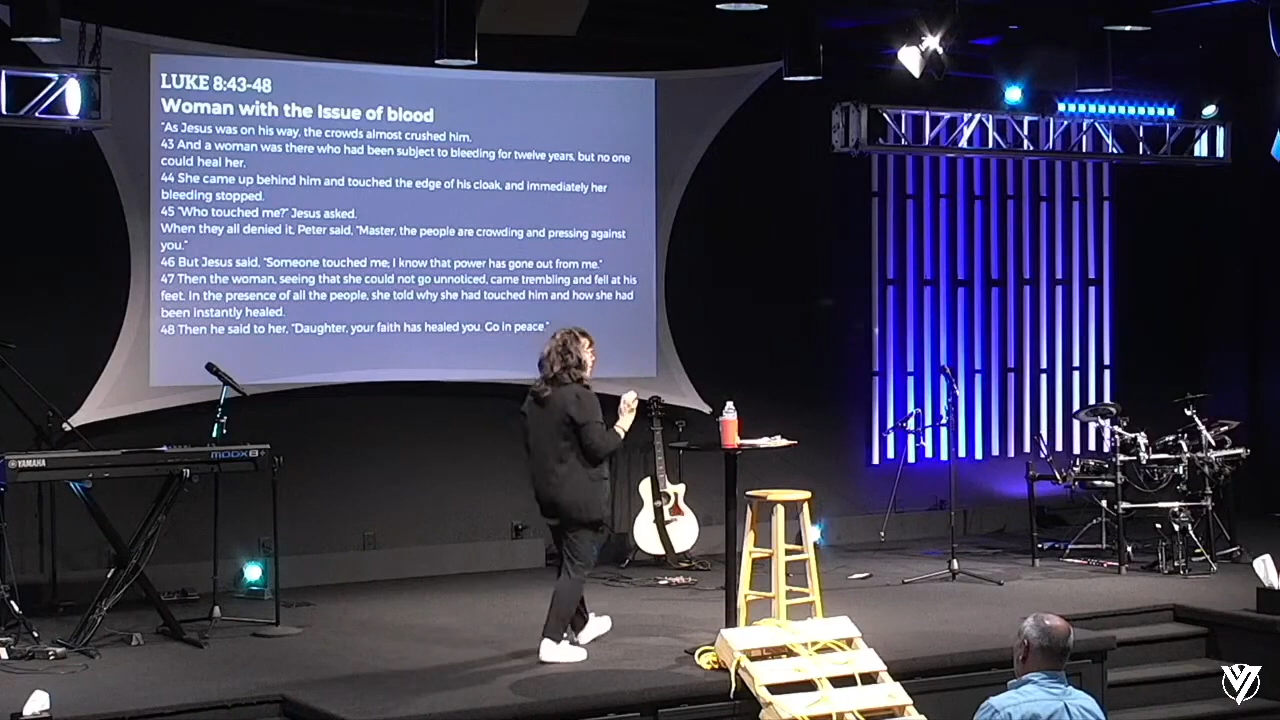 LUKE 8:43-48
Woman with the Issue of blood
"As Jesus was on his way, the crowds almost crushed him.
43 And a woman was there who had been subject to bleeding for twelve years, but no one
could heal her.
44 She came up behind him and touched the edge of his cloak, and immediately her
bleeding stopped.
45 "Who touched me?" Jesus asked.
When they all denied it, Peter said, "Master, the people are crowding and pressing against
you."
46 But Jesus said, "Someone touched me; I know that power has gone out from me."
47 Then the woman, seeing that she could not go unnoticed, came trembling and fell at his
feet. In the presence of all the people, she told why she had touched him and how she had
been instantly healed.
48 Then he said to her, "Daughter, your faith has healed you. Go in peace."
YAMAHA
MODX8+